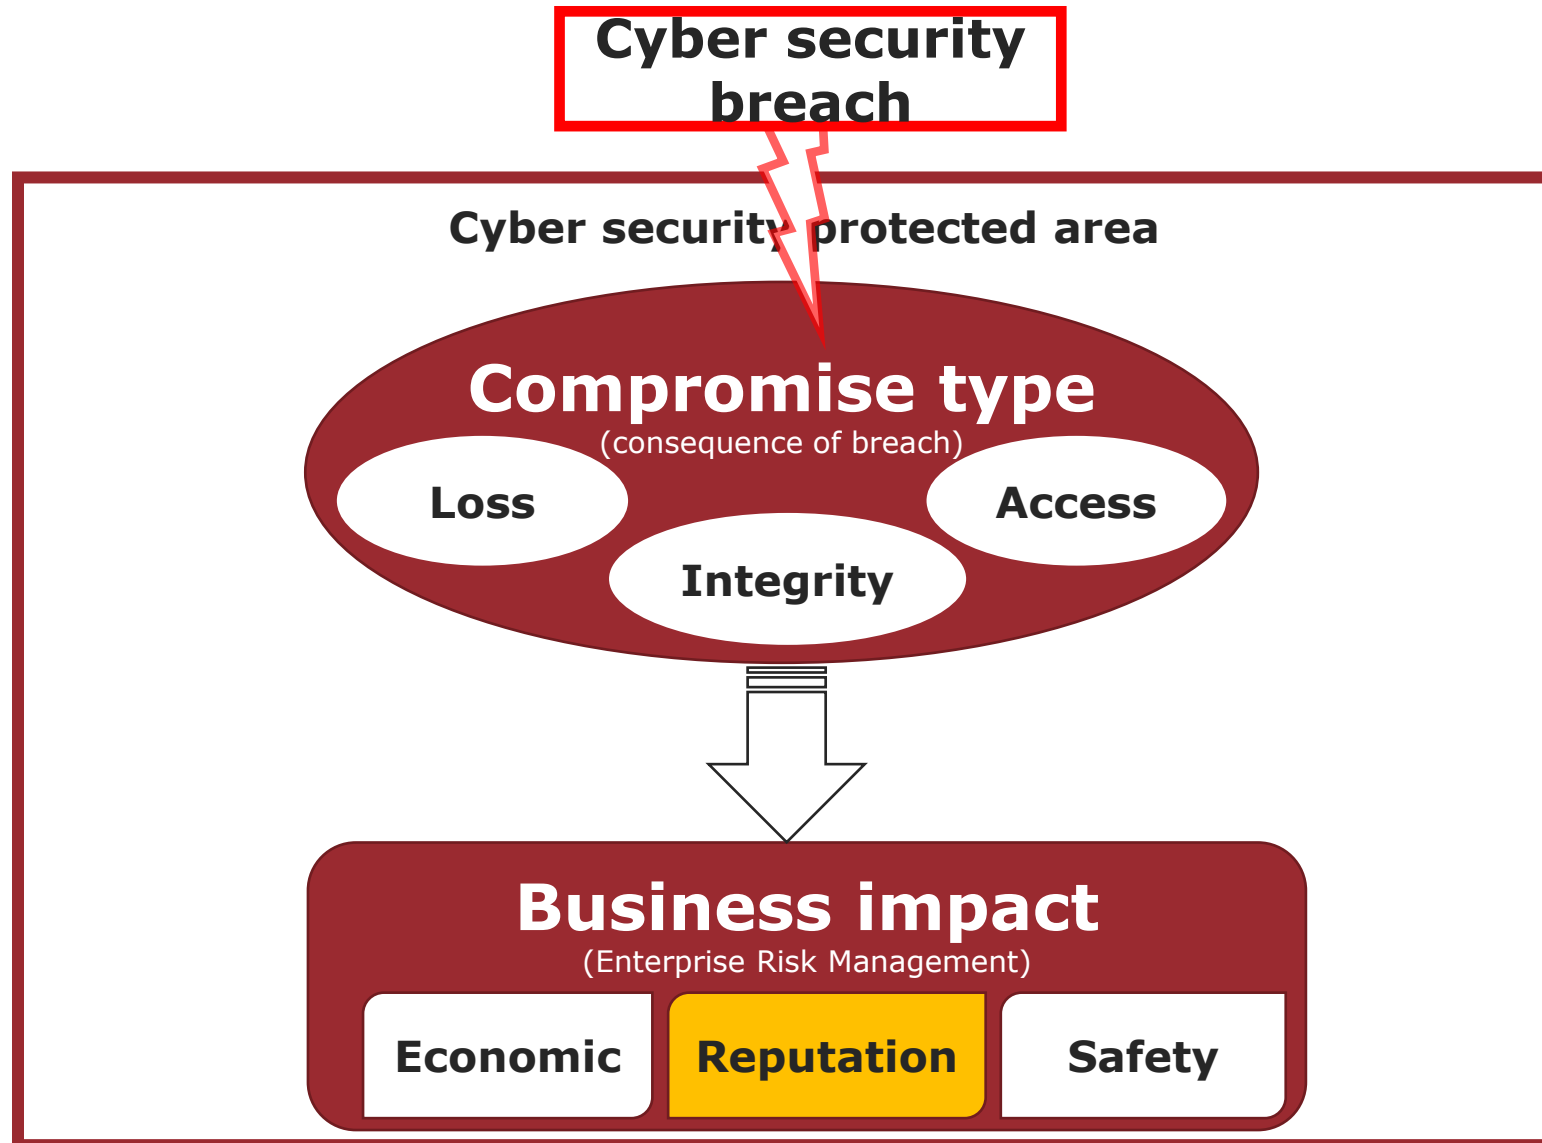 Cyber security
breach
Cyber security protected area
Compromise type
(consequence of breach)
Loss
Access
Integrity
Business impact
(Enterprise Risk Management)
Economic
Reputation
Safety